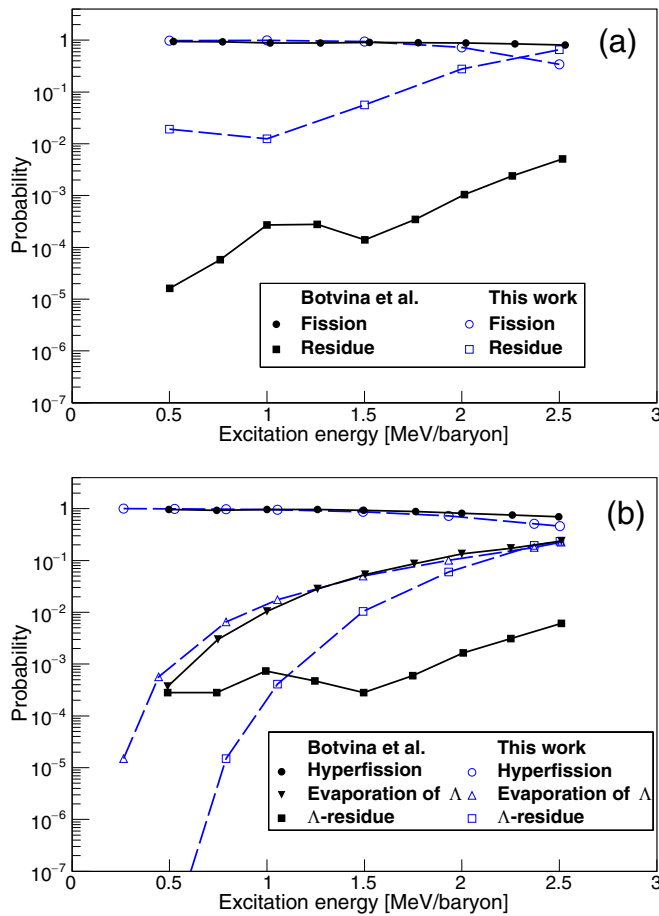 (a)
Probability
1
10⁻¹
10⁻²
10⁻³
10⁻⁴
10⁻⁵
10⁻⁶
10⁻⁷
Botvina et al. This work
Fission Fission
Residue Residue
0 0.5 1 1.5 2 2.5 3
Excitation energy [MeV/baryon]
(b)
Probability
1
10⁻¹
10⁻²
10⁻³
10⁻⁴
10⁻⁵
10⁻⁶
10⁻⁷
Botvina et al. This work
Hyperfission Hyperfission
Evaporation of Λ Evaporation of Λ
Λ-residue Λ-residue
0 0.5 1 1.5 2 2.5 3
Excitation energy [MeV/baryon]